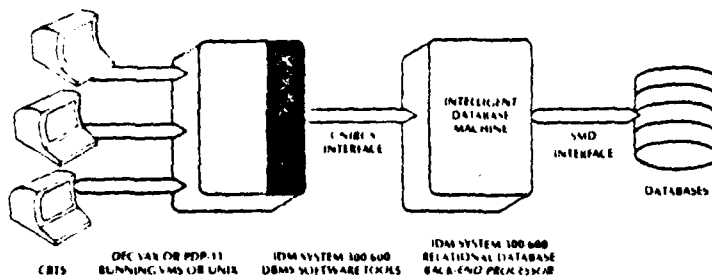 INTELLIGENT
DATABASE
MACHINE
INTERFACE
SMD
INTERFACE
DATABASES
CRTS
DEC VAX OR PDP-11
RUNNING VMS OR UNIX
IDM SYSTEM 300/600
DBMS SOFTWARE TOOLS
IDM SYSTEM 300/600
RELATIONAL DATABASE
BACK-END PROCESSOR